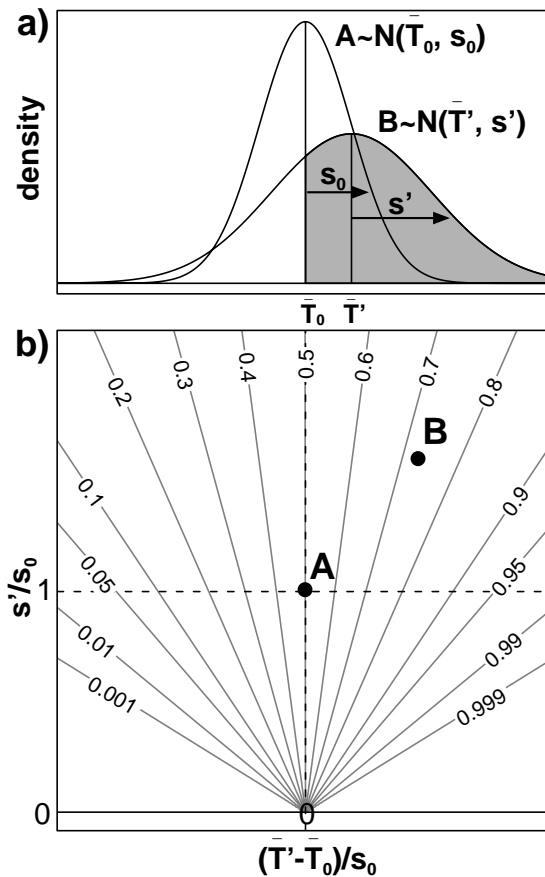 a)
A~N(T̄₀, s₀)
B~N(T̄', s')
density
s₀
s'
T̄₀ T̄'
b)
0.2
0.3
0.4
0.5
0.6
0.7
0.8
B
0.1
0.9
A
s'/s₀
1
0.05
0.95
0.01
0.99
0.001
0.999
0
0
(T̄'-T̄₀)/s₀